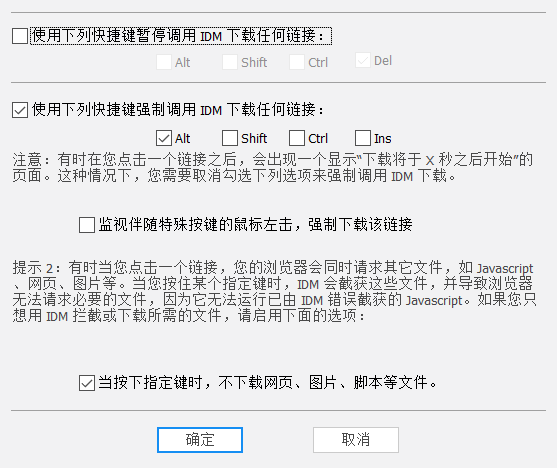 使用下列快捷键暂停调用 IDM 下载任何链接：
Alt Shift Ctrl Del
使用下列快捷键强制调用 IDM 下载任何链接：
Alt Shift Ctrl Ins
注意：有时在您点击一个链接之后，会出现一个显示“下载将于 X 秒之后开始”的
页面。这种情况下，您需要取消勾选下列选项来强制调用 IDM 下载。
监视伴随特殊按键的鼠标左击，强制下载该链接
提示 2：有时当您点击一个链接，您的浏览器会同时请求其它文件，如 Javascript
、网页、图片等。当您按住某个指定键时，IDM 会截获这些文件，并导致浏览器
无法请求必要的文件，因为它无法运行已由 IDM 错误截获的 Javascript。如果您只
想用 IDM 拦截或下载所需的文件，请启用下面的选项：
当按下指定键时，不下载网页、图片、脚本等文件。
确定 取消